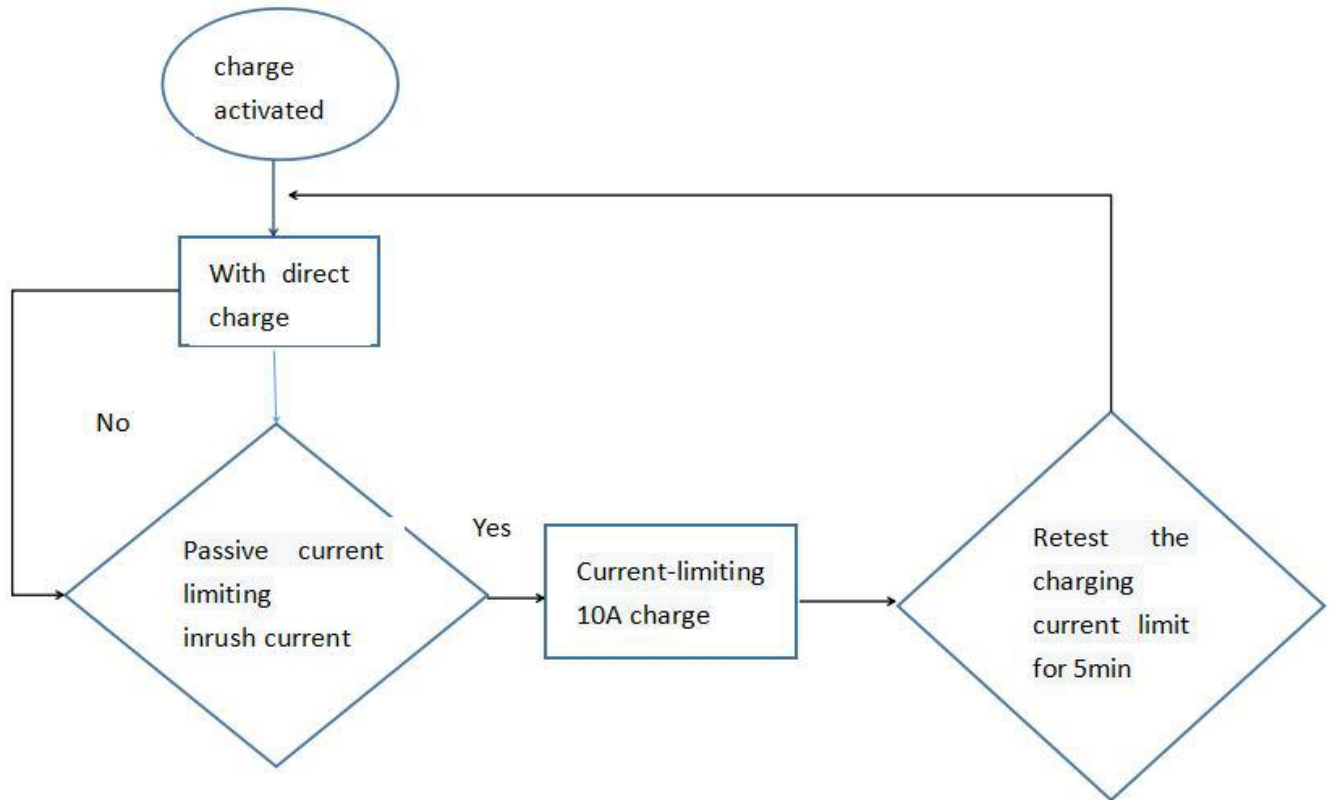 charge
activated
With direct
charge
No
Passive current
limiting
inrush current
Yes
Current-limiting
10A charge
Retest the
charging
current limit
for 5min